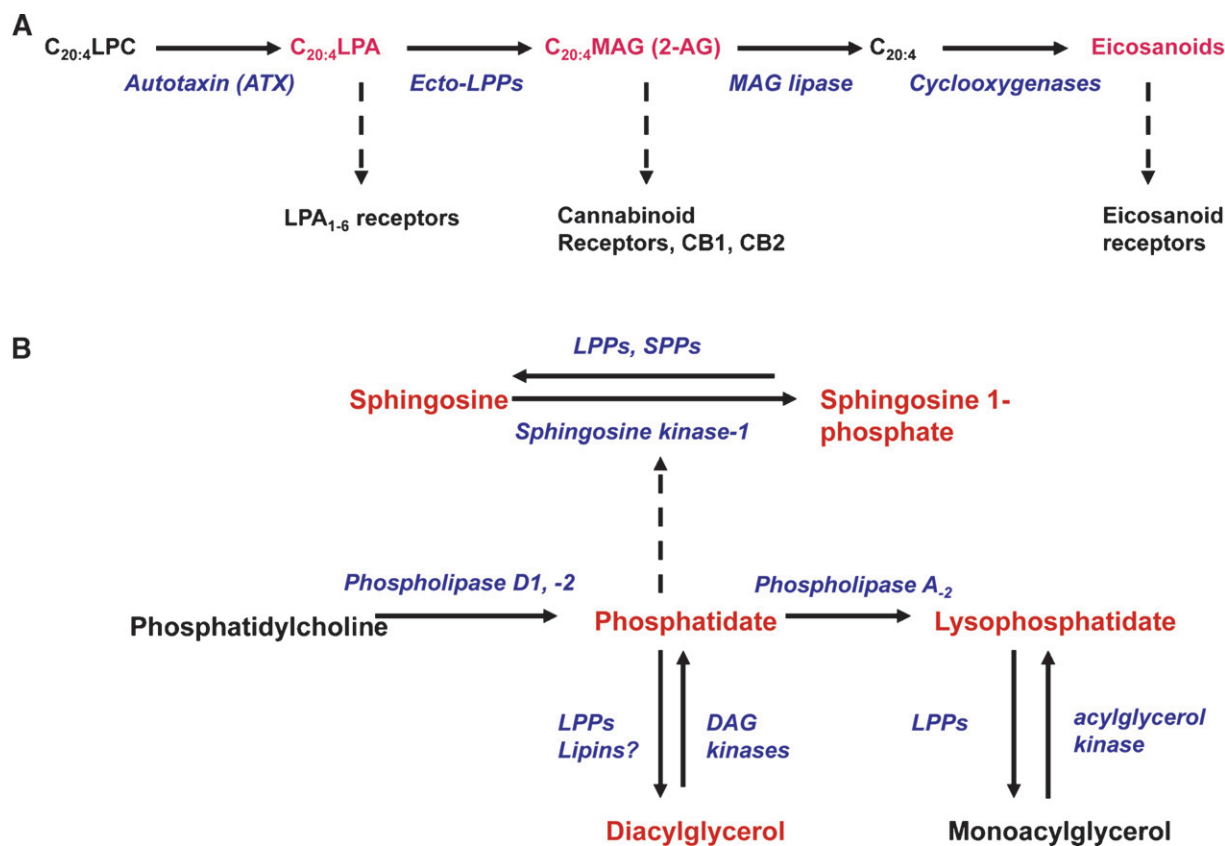 A
C20:4LPC C20:4LPA C20:4MAG (2-AG) C20:4 Eicosanoids
Autotaxin (ATX) Ecto-LPPs MAG lipase Cyclooxygenases
LPA1-6 receptors
Cannabinoid
Receptors, CB1, CB2
Eicosanoid
receptors
B
LPPs, SPPs
Sphingosine
Sphingosine 1-
phosphate
Sphingosine kinase-1
Phospholipase D1, -2
Phospholipase A-2
Phosphatidylcholine
Phosphatidate
Lysophosphatidate
LPPs
Lipins?
DAG
kinases
LPPs
acylglycerol
kinase
Diacylglycerol
Monoacylglycerol